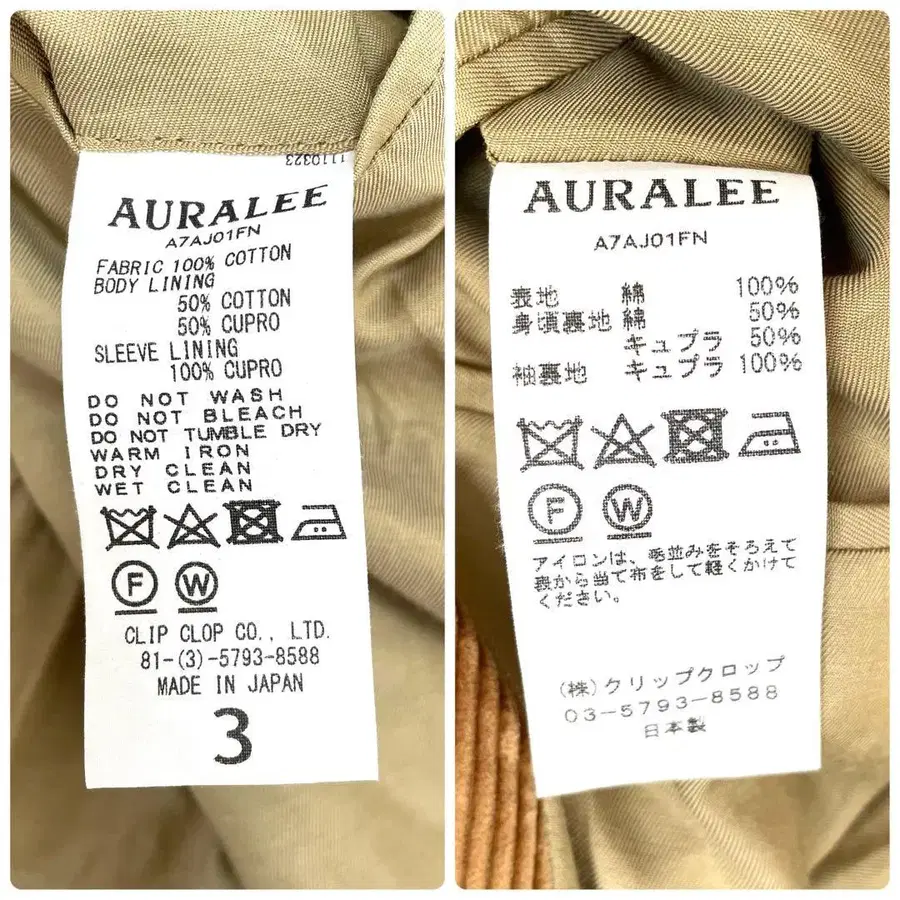 1110323
AURALEE
A7AJ01FN
FABRIC 100% COTTON
BODY LINING
50% COTTON
50% CUPRO
SLEEVE LINING
100% CUPRO
DO NOT WASH
DO NOT BLEACH
DO NOT TUMBLE DRY
WARM IRON
DRY CLEAN
WET CLEAN
F W
CLIP CLOP CO., LTD.
81-(3)-5793-8588
MADE IN JAPAN
3
AURALEE
A7AJ01FN
表地 綿 100%
身頃裏地 綿 50%
キュプラ 50%
袖裏地 キュプラ 100%
F W
アイロンは、毛並みをそろえて
表から当て布をして軽くかけて
ください。
(株)クリップクロップ
03-5793-8588
日本製